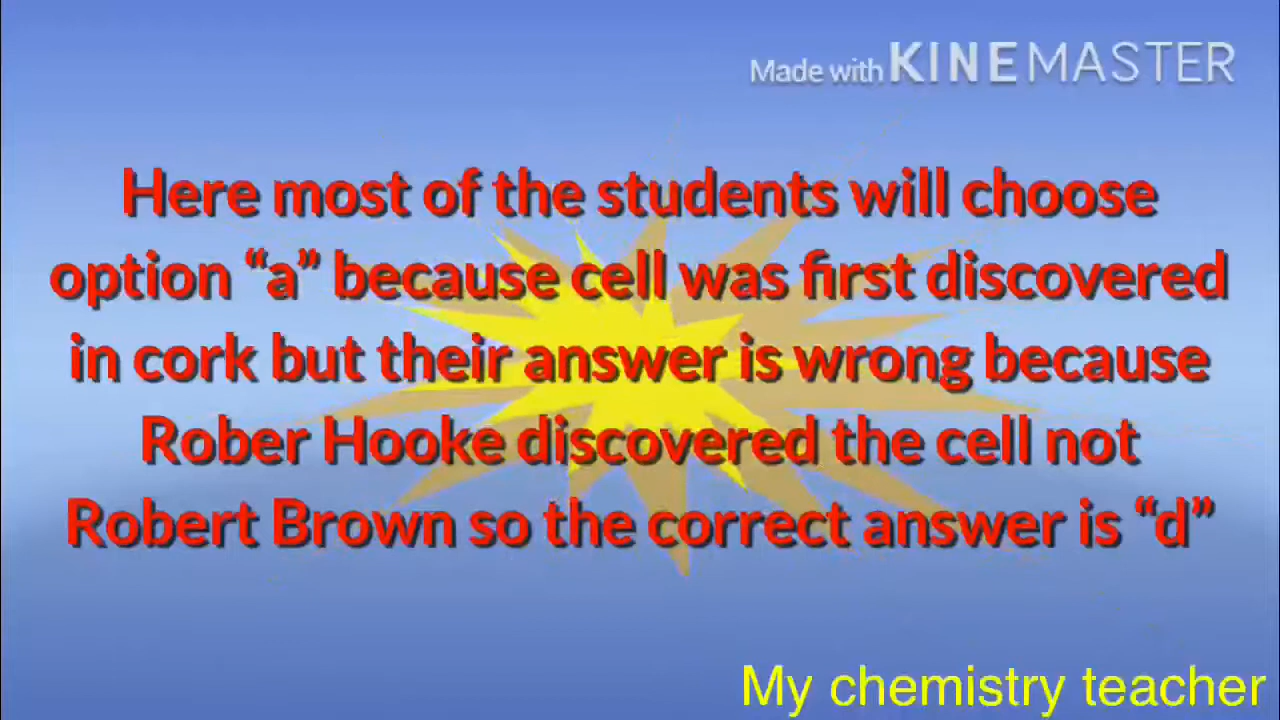 Made with KINEMASTER
Here most of the students will choose
option “a” because cell was first discovered
in cork but their answer is wrong because
Rober Hooke discovered the cell not
Robert Brown so the correct answer is “d”
My chemistry teacher